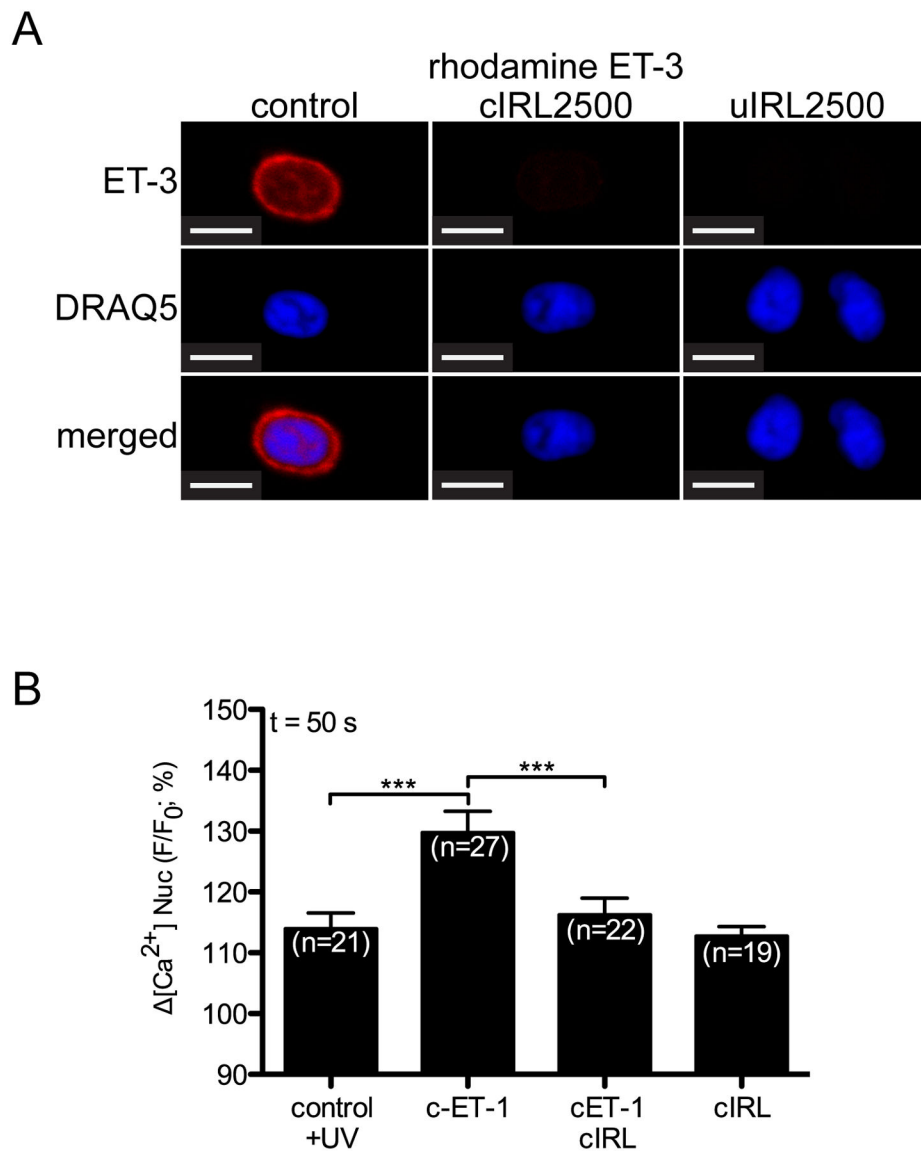 A
rhodamine ET-3
control cIRL2500 uIRL2500
ET-3
DRAQ5
merged
B
Δ[Ca2+] Nuc (F/F0; %)
150
140
130
120
110
100
90
t = 50 s
*** ***
(n=21) (n=27) (n=22) (n=19)
control +UV
c-ET-1
cET-1 cIRL
cIRL